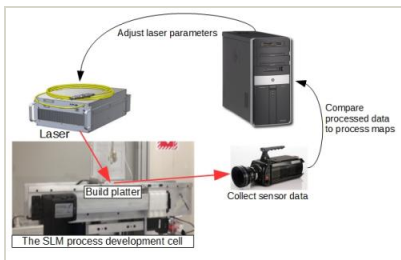 Adjust laser parameters
Laser
Compare
processed data
to process maps
Build platter
Collect sensor data
The SLM process development cell